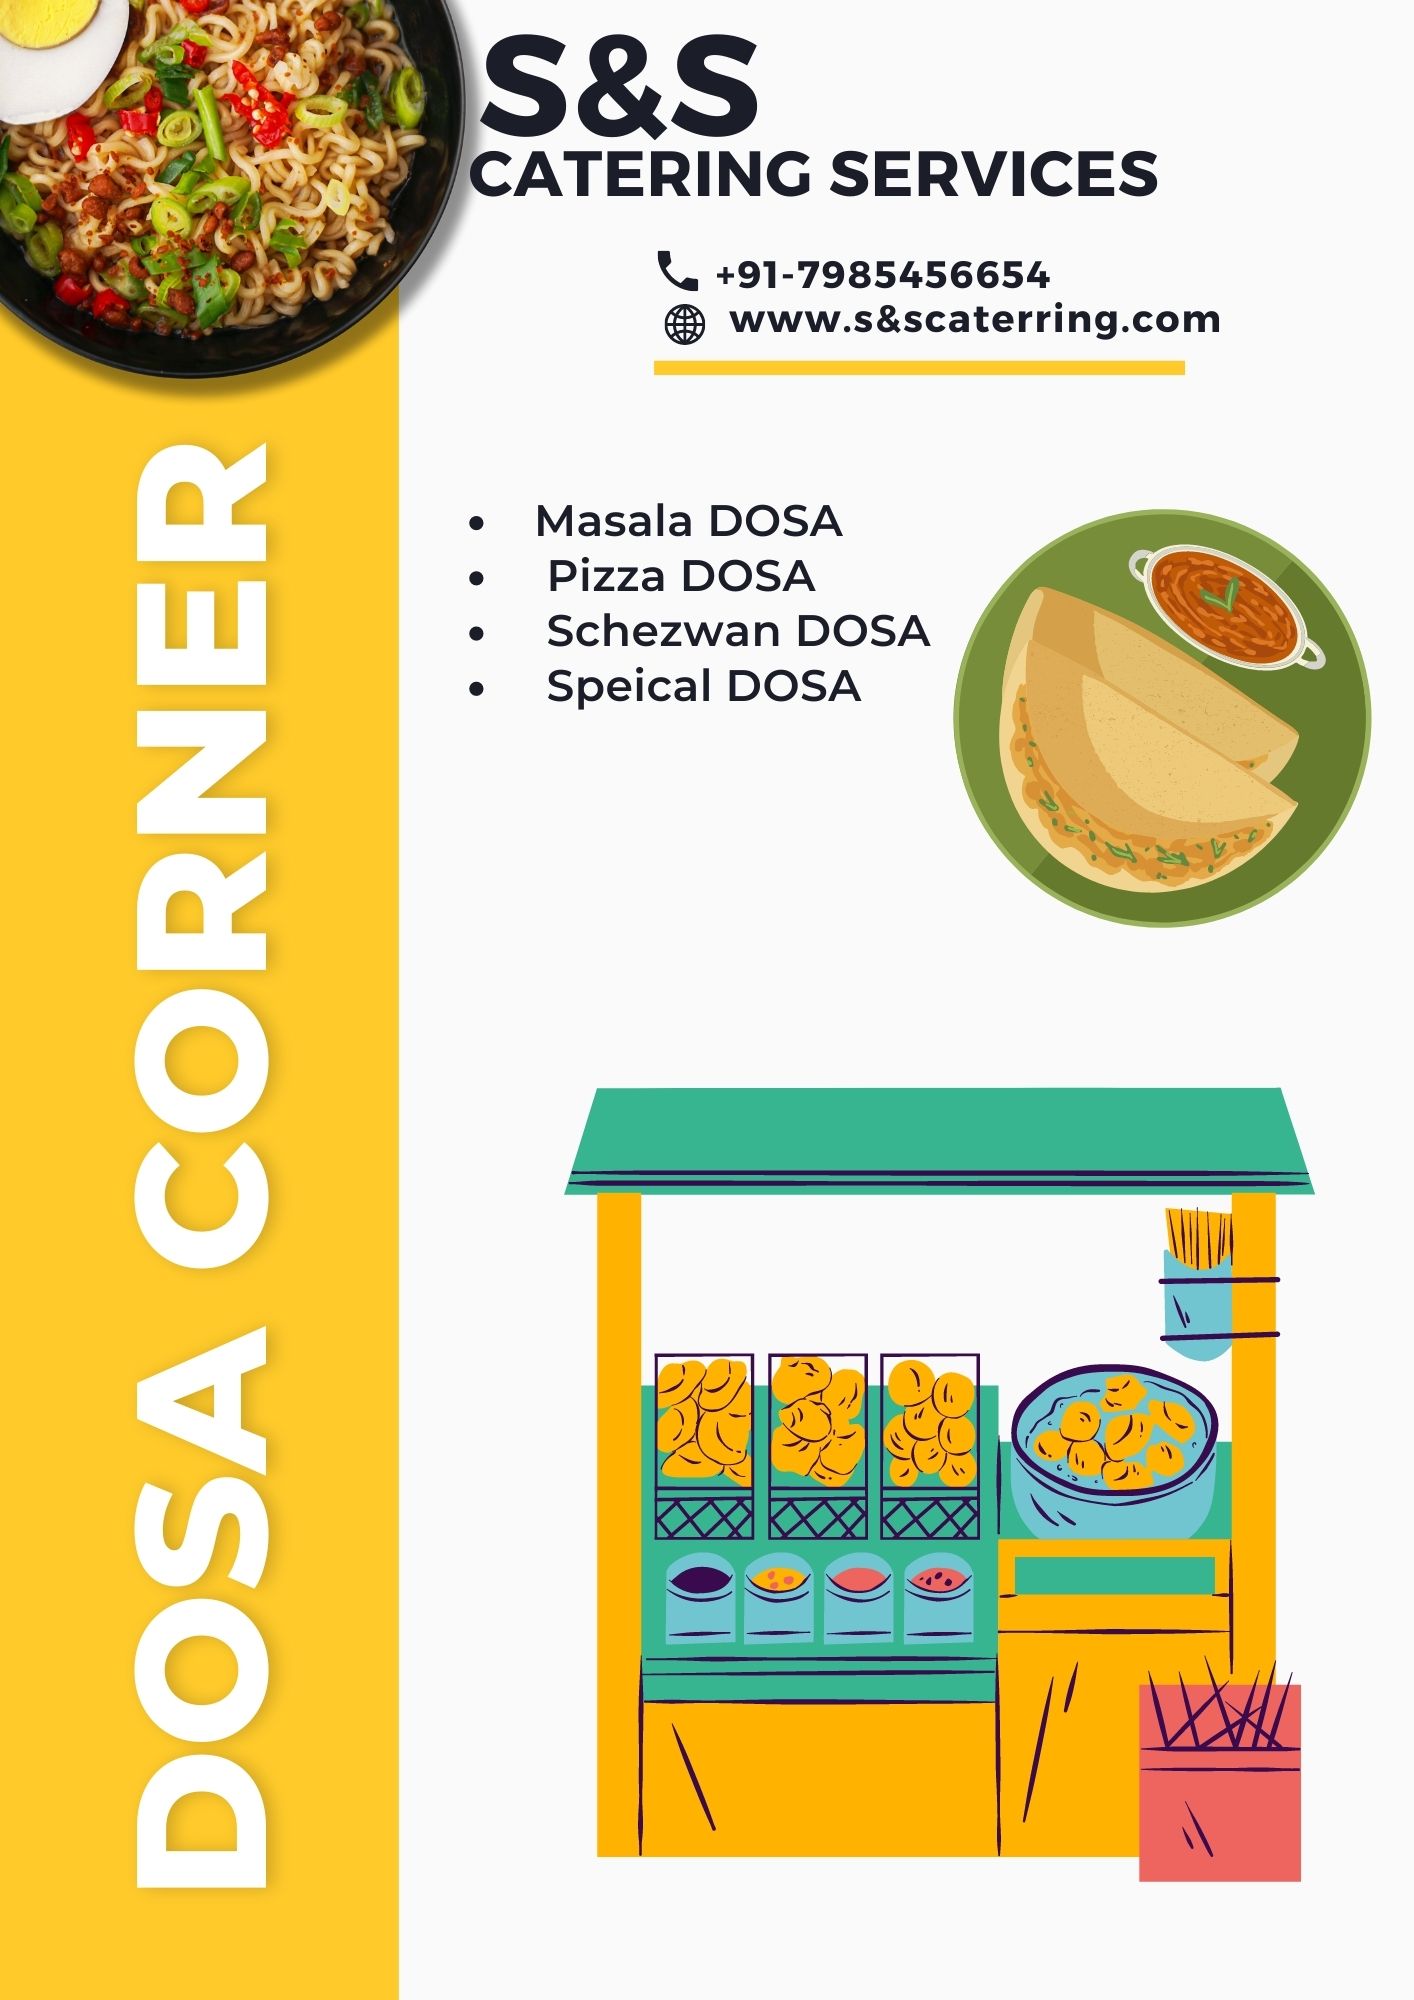 S&S
CATERING SERVICES
+91-7985456654
www.s&scaterring.com
• Masala DOSA
• Pizza DOSA
• Schezwan DOSA
• Speical DOSA
DOSA CORNER